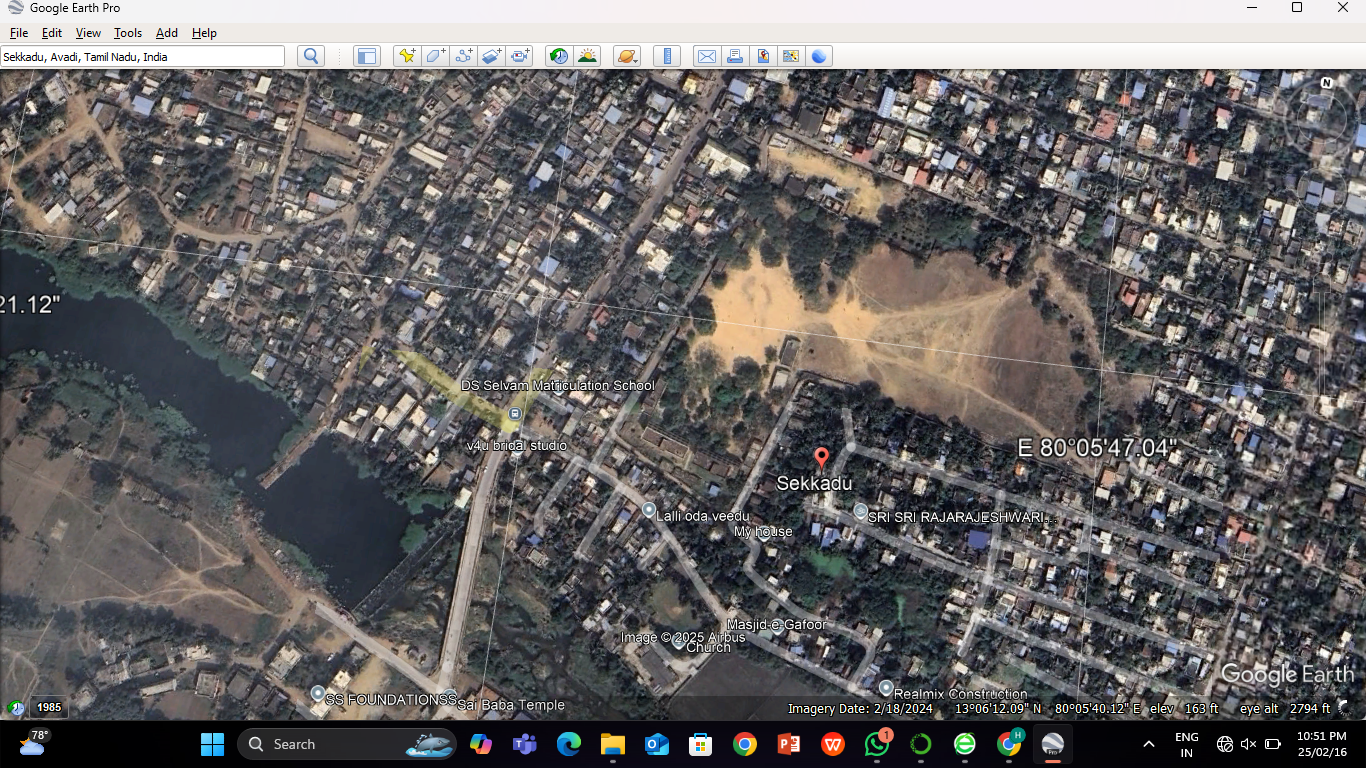 Google Earth Pro
File Edit View Tools Add Help
Sekkadu, Avadi, Tamil Nadu, India
N
21.12"
DS Selvam Matriculation School
v4u bridal studio
E 80°05'47.04"
Sekkadu
Lalli oda veedu
SRI SRI RAJARAJESHWARI...
My house
Masjid-e-Gafoor
Image © 2025 Airbus
Church
Google Earth
SS FOUNDATIONSS
Sai Baba Temple
Realmix Construction
1985
Imagery Date: 2/18/2024 13°06'12.09" N 80°05'40.12" E elev 163 ft eye alt 2794 ft
78°
Search
1
H
Pro
ENG
IN
10:51 PM
25/02/16